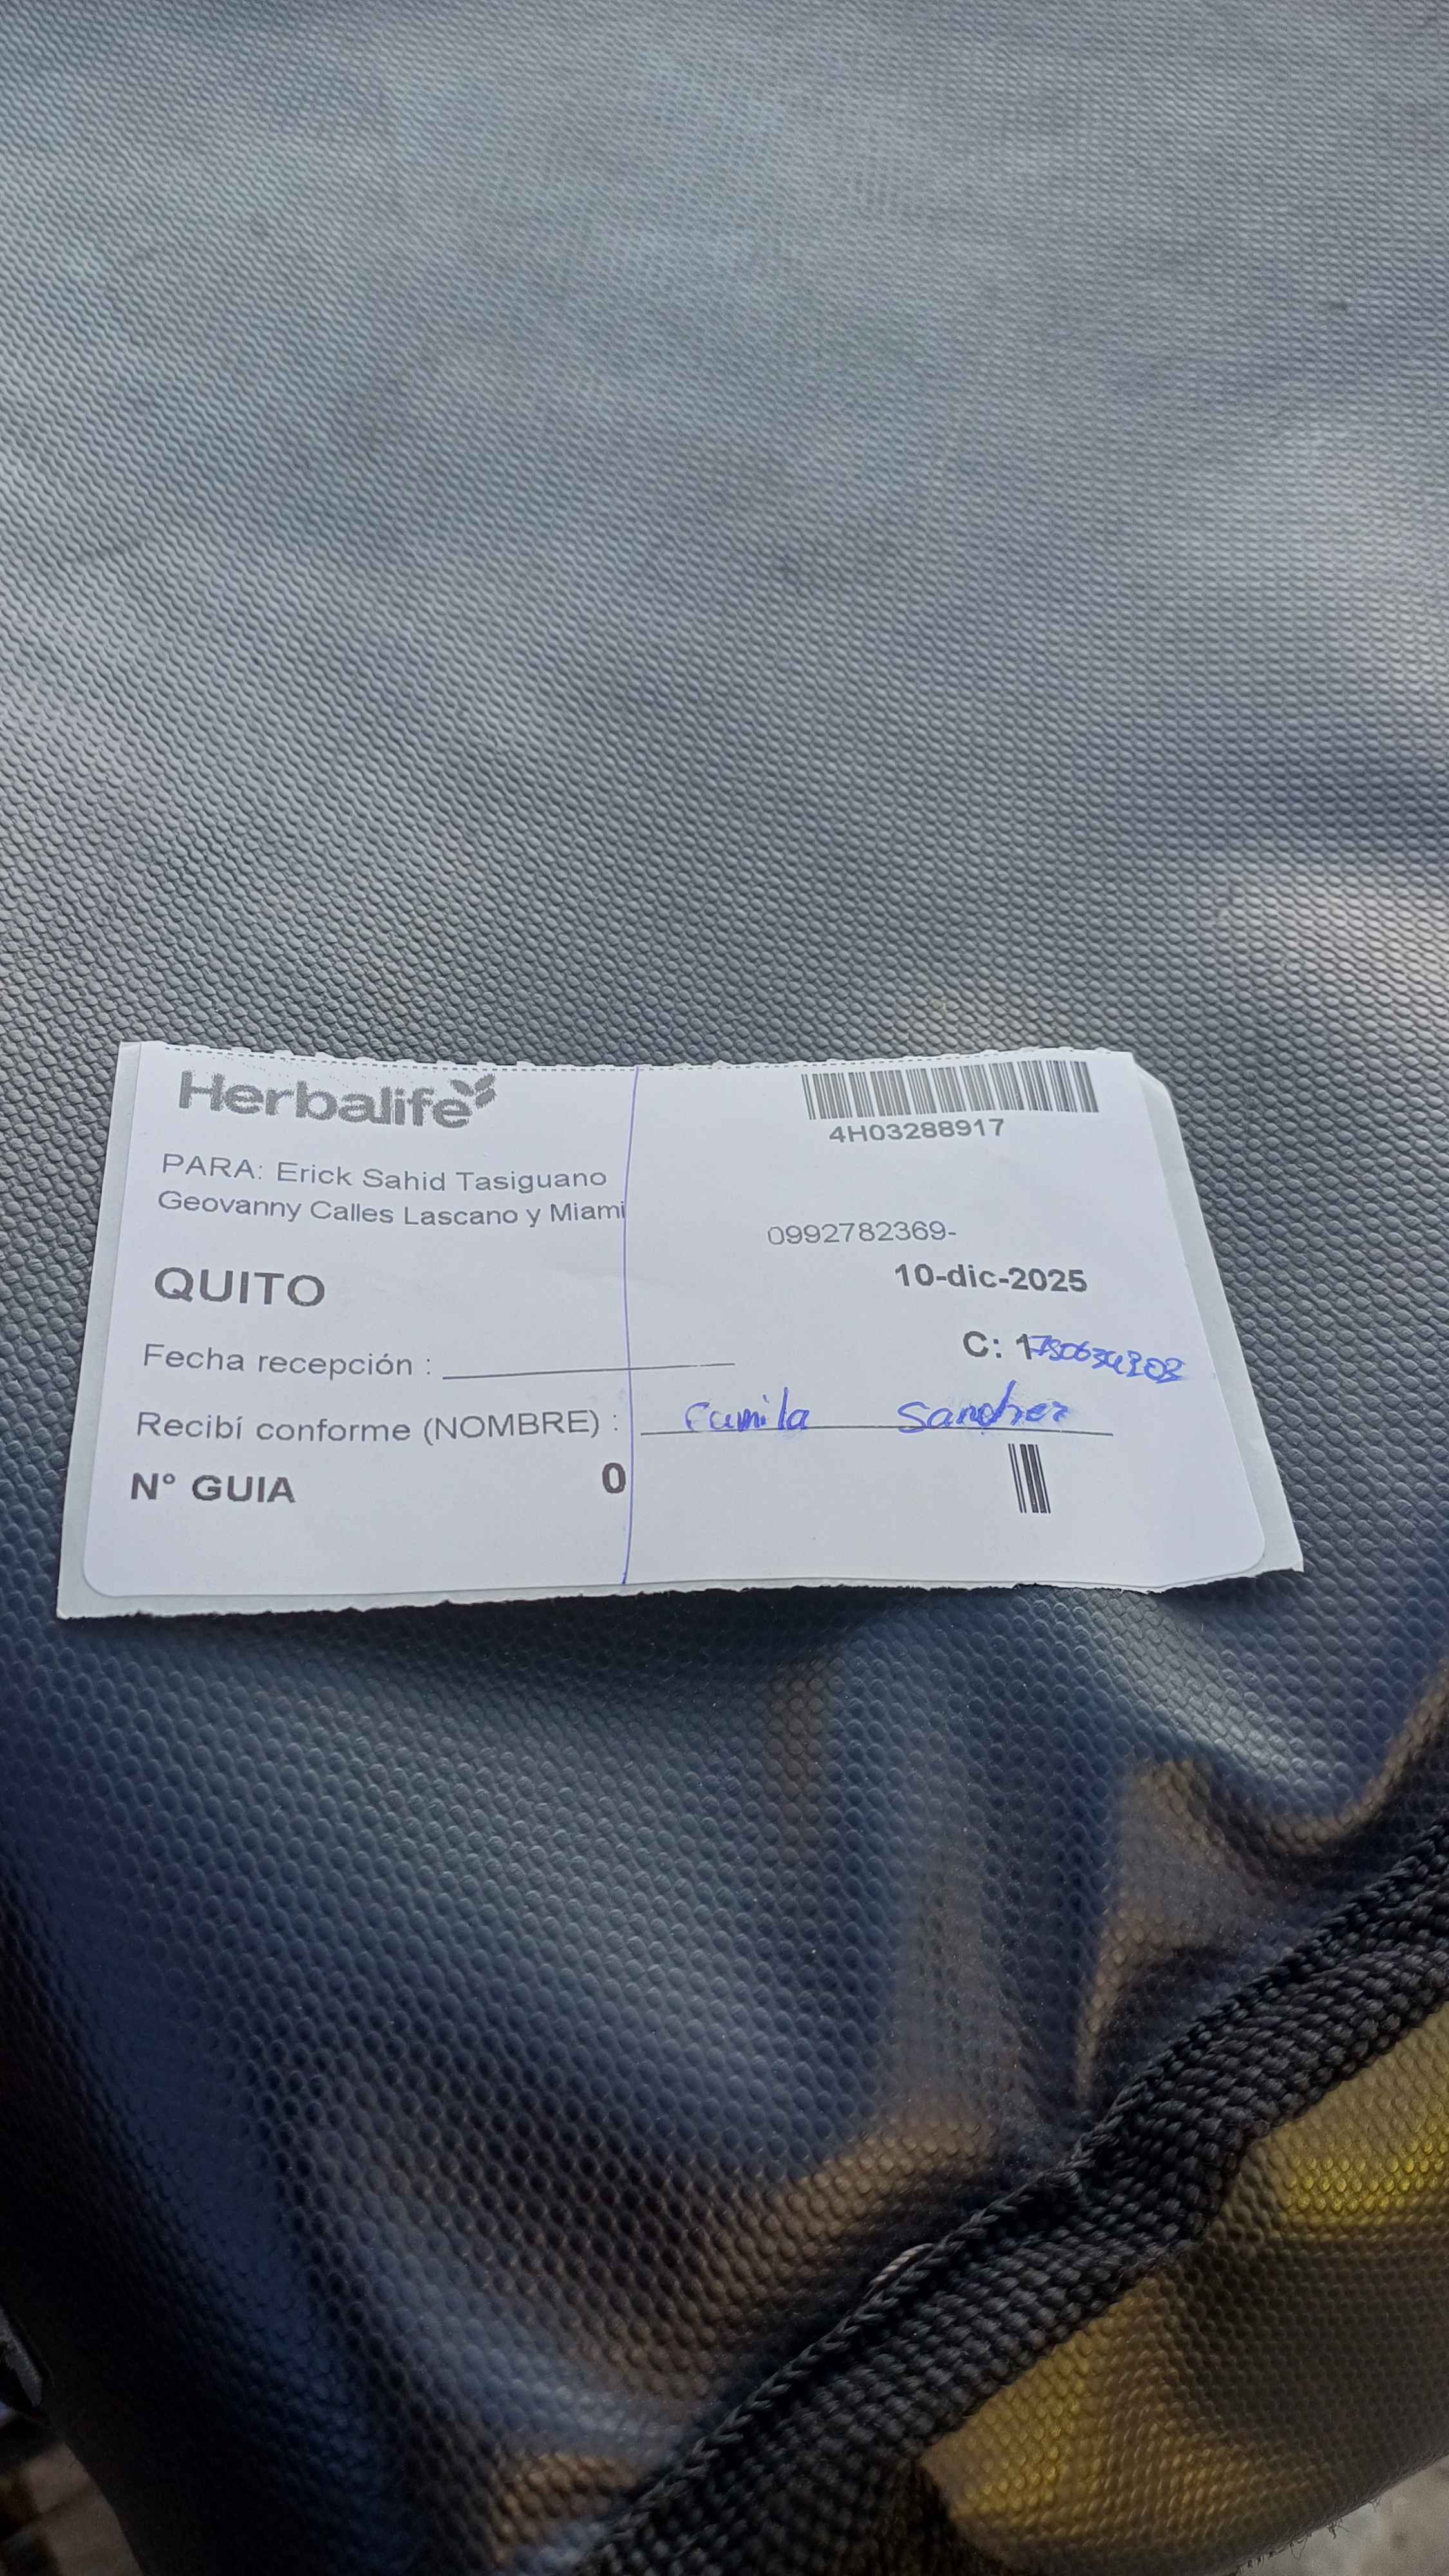 Herbalife
4H03288917
PARA: Erick Sahid Tasiguano
Geovanny Calles Lascano y Miami
0992782369-
QUITO
10-dic-2025
C: 1
Fecha recepción :
Recibí conforme (NOMBRE) : Camila Sanchez
N° GUIA 0